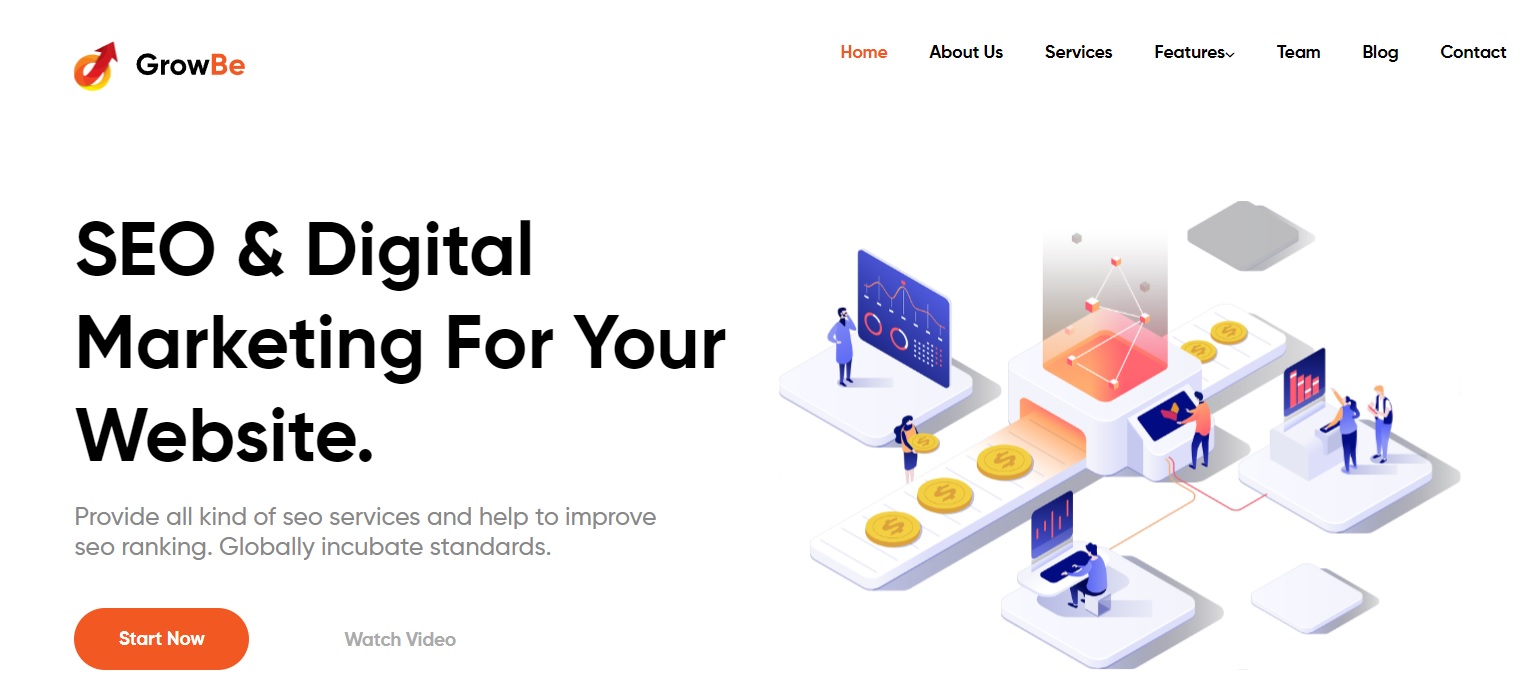 GrowBe
Home About Us Services Features Team Blog Contact
SEO & Digital
Marketing For Your
Website.
Provide all kind of seo services and help to improve
seo ranking. Globally incubate standards.
Start Now Watch Video